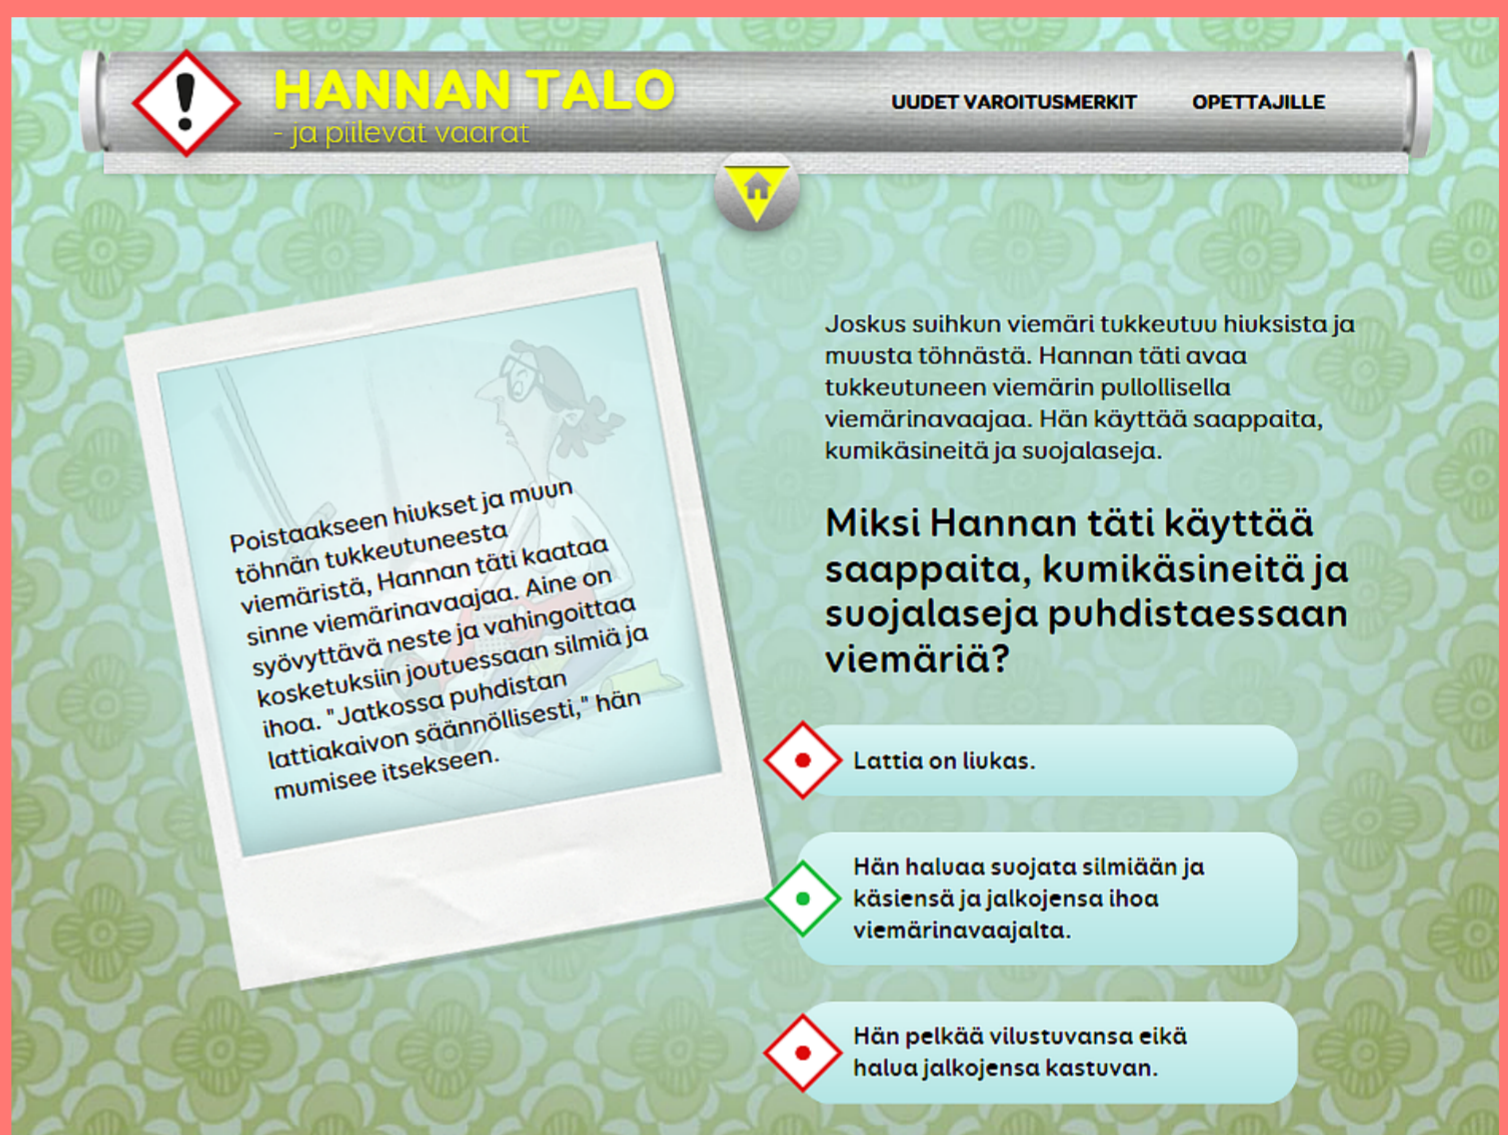 HANNAN TALO
- ja piilevät vaarat
UUDET VAROITUSMERKIT
OPETTAJILLE
Poistaakseen hiukset ja muun
töhnän tukkeutuneesta
viemäristä, Hannan täti kaataa
sinne viemärinavaajaa. Aine on
syövyttävä neste ja vahingoittaa
kosketuksiin joutuessaan silmiä ja
ihoa. "Jatkossa puhdistan
lattiakaivon säännöllisesti," hän
mumisee itsekseen.
Joskus suihkun viemäri tukkeutuu hiuksista ja
muusta töhnästä. Hannan täti avaa
tukkeutuneen viemärin pullollisella
viemärinavaajaa. Hän käyttää saappaita,
kumikäsineitä ja suojalaseja.
Miksi Hannan täti käyttää
saappaita, kumikäsineitä ja
suojalaseja puhdistaessaan
viemäriä?
Lattia on liukas.
Hän haluaa suojata silmiään ja
käsiensä ja jalkojensa ihoa
viemärinavaajalta.
Hän pelkää vilustuvansa eikä
halua jalkojensa kastuvan.